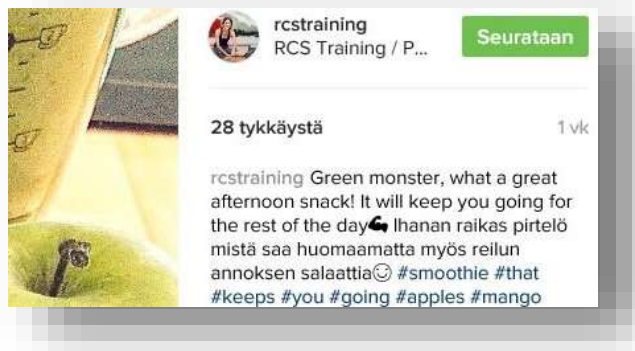 rcstraining
RCS Training / P...
Seurataan
28 tykkäystä
1 vk
rcstraining Green monster, what a great
afternoon snack! It will keep you going for
the rest of the day💪 Ihanan raikas pirtelö
mistä saa huomaamatta myös reilun
annoksen salaattia☺ #smoothie #that
#keeps #you #going #apples #mango